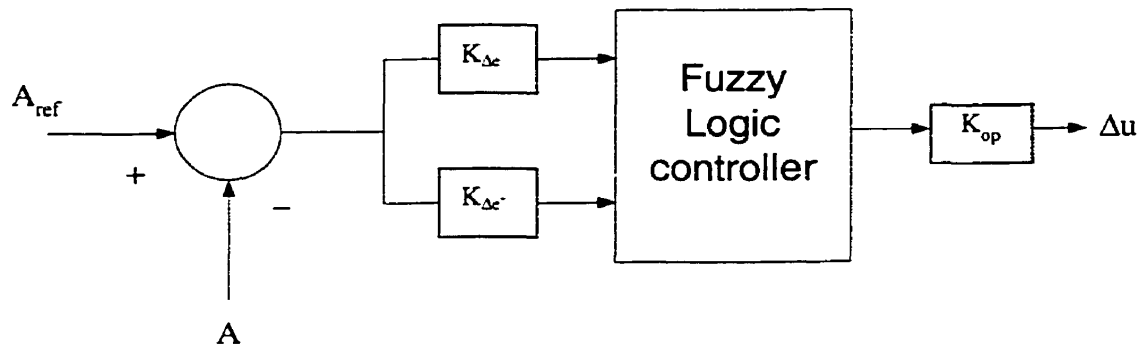 A_ref
+
−
A
K_Δe
K_Δe·
Fuzzy
Logic
controller
K_op
Δu